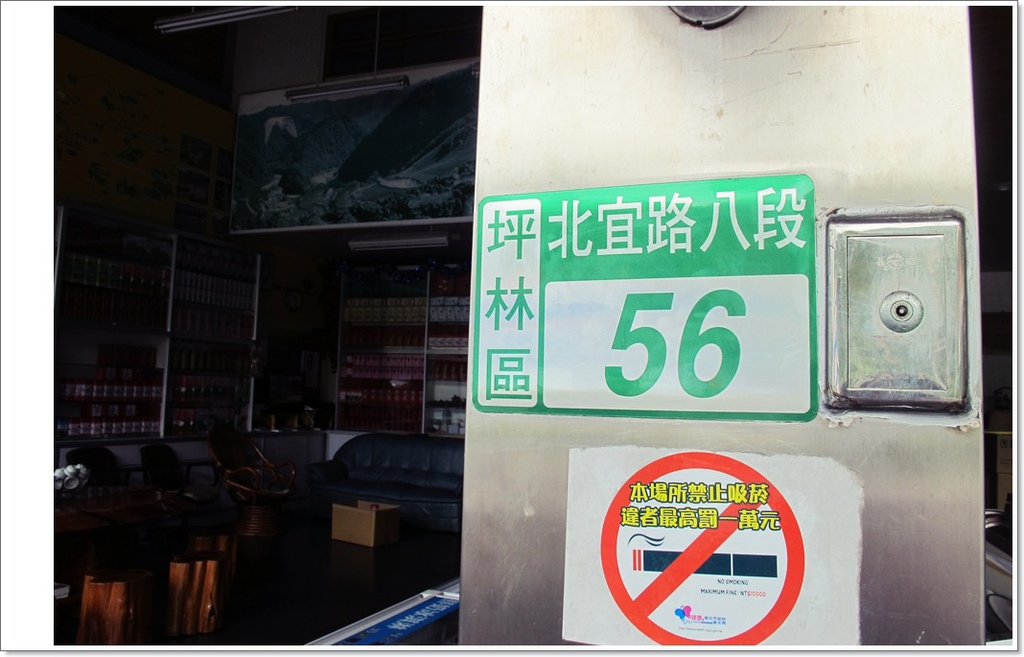 坪林區
北宜路八段
56
本場所禁止吸菸
違者最高罰一萬元
NO SMOKING
MAXIMUM FINE: NT$10000